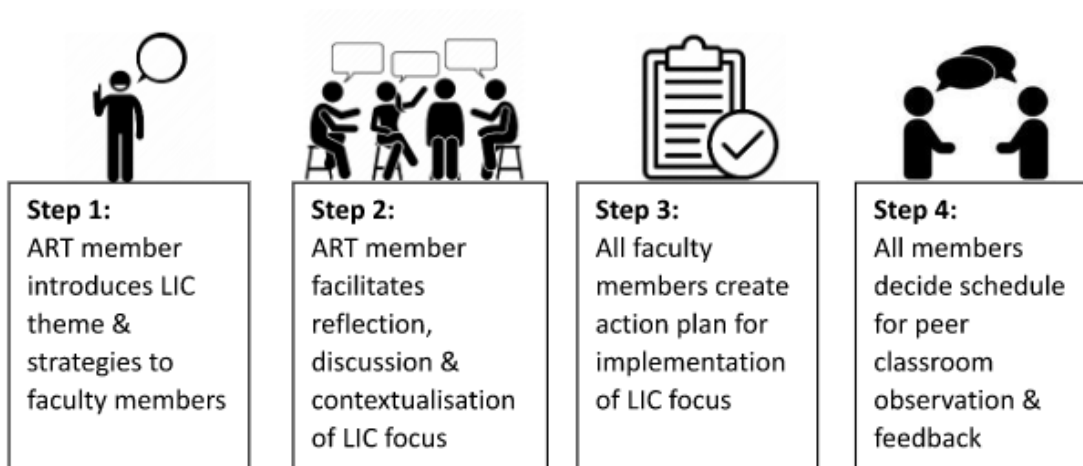 Step 1:
ART member
introduces LIC
theme &
strategies to
faculty members
Step 2:
ART member
facilitates
reflection,
discussion &
contextualisation
of LIC focus
Step 3:
All faculty
members create
action plan for
implementation
of LIC focus
Step 4:
All members
decide schedule
for peer
classroom
observation &
feedback